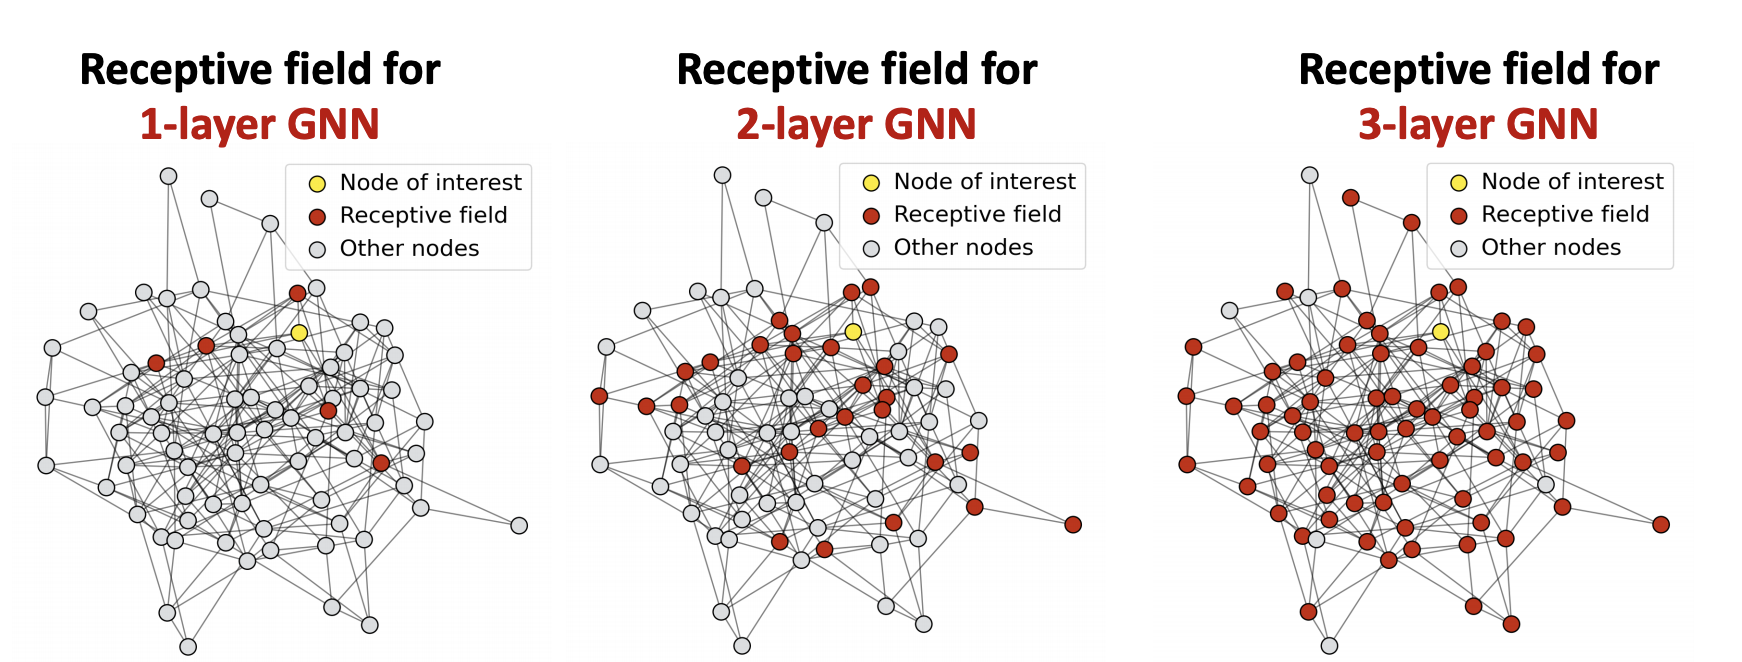 Receptive field for
1-layer GNN
Node of interest
Receptive field
Other nodes
Receptive field for
2-layer GNN
Node of interest
Receptive field
Other nodes
Receptive field for
3-layer GNN
Node of interest
Receptive field
Other nodes